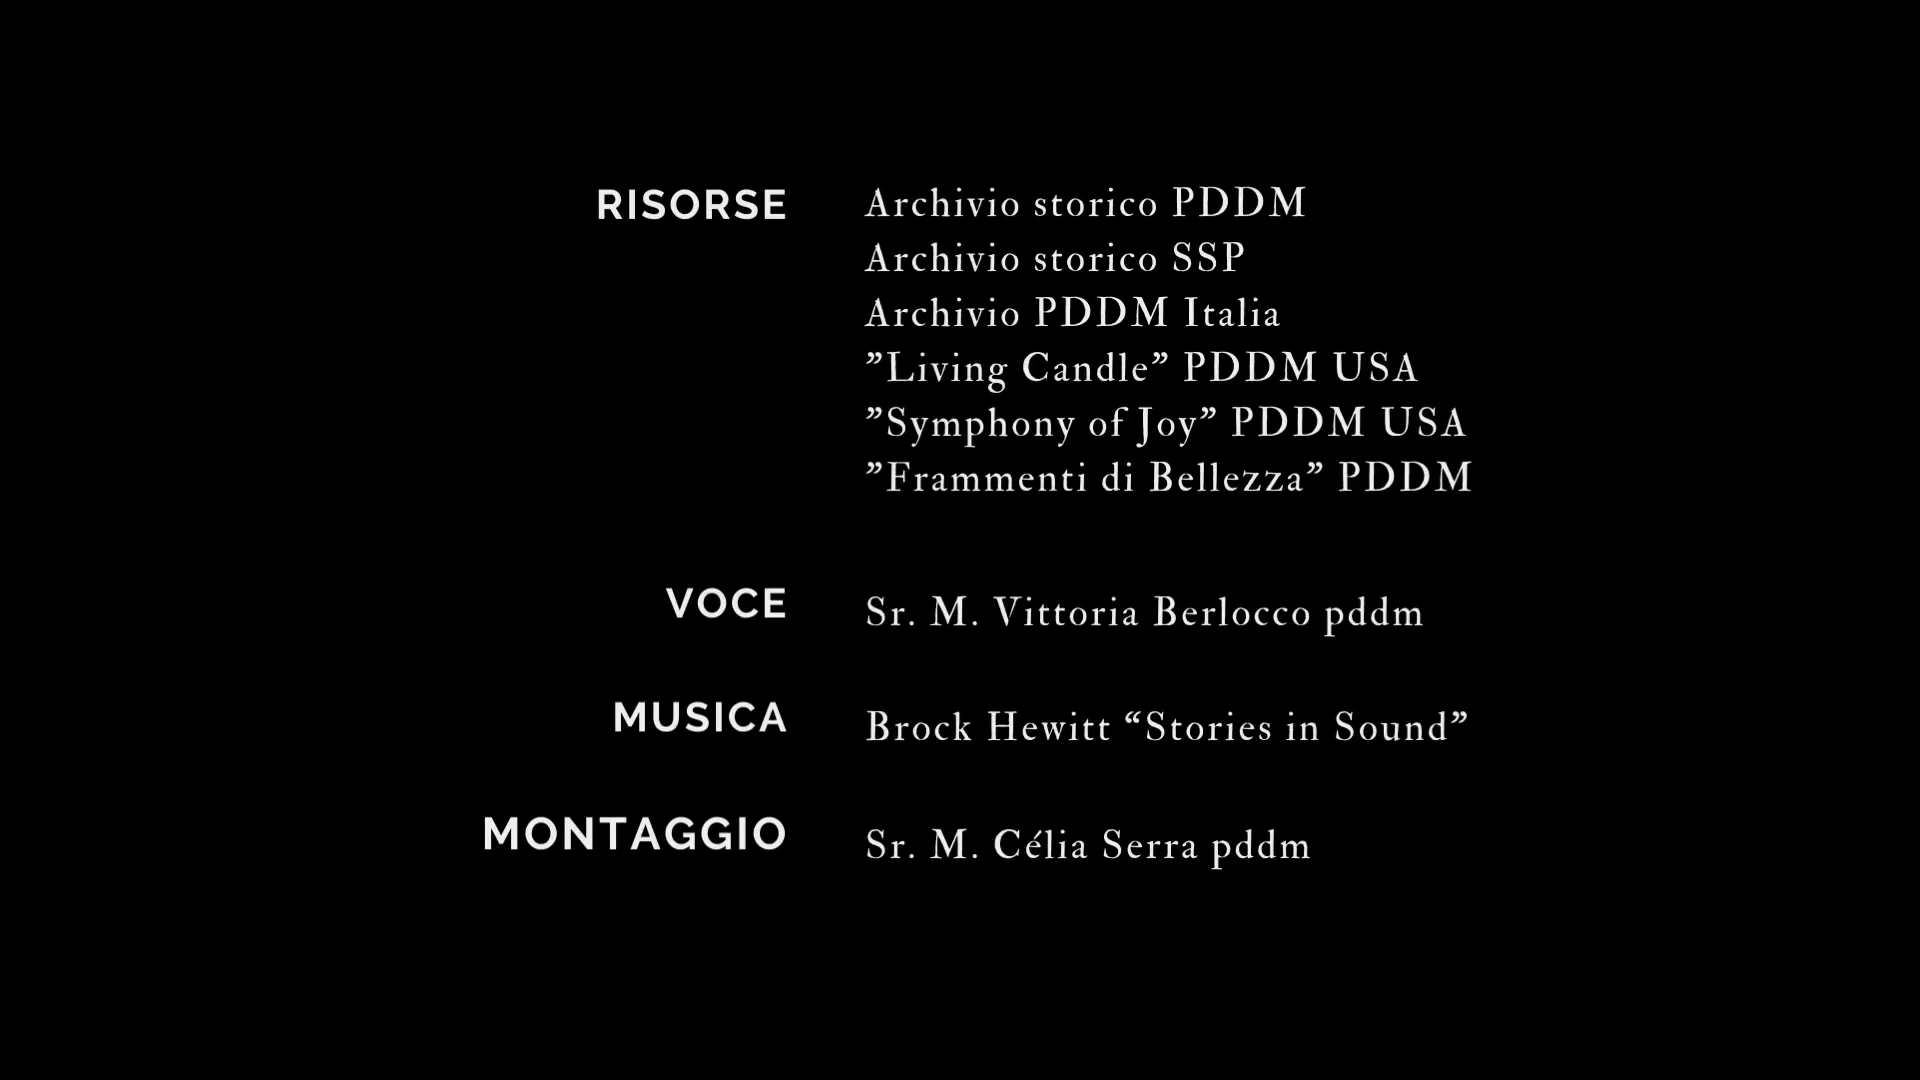 RISORSE Archivio storico PDDM
Archivio storico SSP
Archivio PDDM Italia
”Living Candle” PDDM USA
”Symphony of Joy” PDDM USA
”Frammenti di Bellezza” PDDM
VOCE Sr. M. Vittoria Berlocco pddm
MUSICA Brock Hewitt “Stories in Sound”
MONTAGGIO Sr. M. Célia Serra pddm